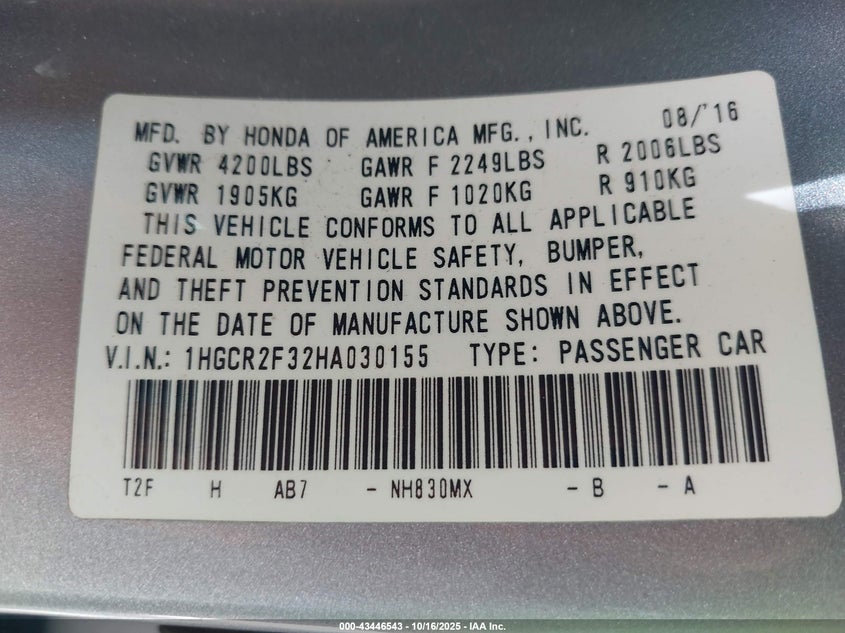 MFD. BY HONDA OF AMERICA MFG., INC. 08/'16
GVWR 4200LBS GAWR F 2249LBS R 2006LBS
GVWR 1905KG GAWR F 1020KG R 910KG
THIS VEHICLE CONFORMS TO ALL APPLICABLE
FEDERAL MOTOR VEHICLE SAFETY, BUMPER,
AND THEFT PREVENTION STANDARDS IN EFFECT
ON THE DATE OF MANUFACTURE SHOWN ABOVE.
V.I.N.: 1HGCR2F32HA030155 TYPE: PASSENGER CAR
T2F H AB7 - NH830MX - B - A
000-43446543 - 10/16/2025 - IAA Inc.